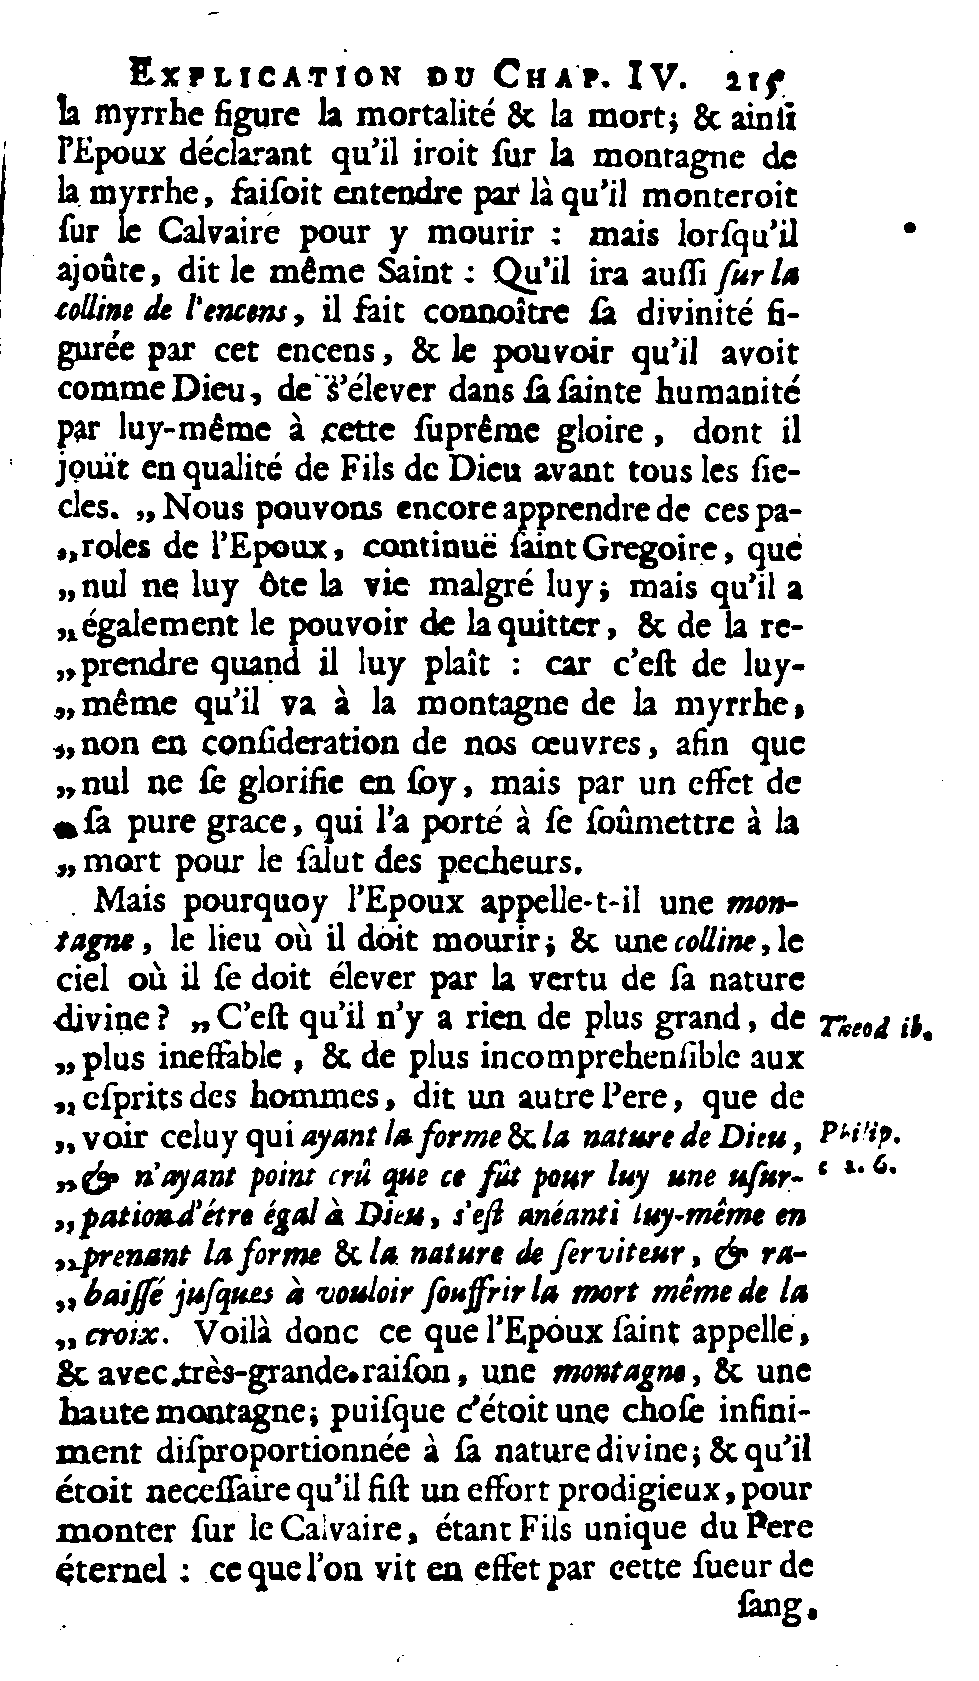 EXPLICATION DU CHAP. IV. 215
la myrrhe figure la mortalité & la mort; & ainſi
l'Epoux déclarant qu'il iroit ſur la montagne de
la myrrhe, faiſoit entendre par là qu'il monteroit
ſur le Calvaire pour y mourir : mais lorſqu'il
ajoûte, dit le même Saint : Qu'il ira auſſi ſur la
colline de l'encens, il fait connoître ſa divinité fi-
gurée par cet encens, & le pouvoir qu'il avoit
comme Dieu, de s'élever dans ſa ſainte humanité
par luy-même à cette ſuprême gloire, dont il
jouït en qualité de Fils de Dieu avant tous les ſie-
cles. „Nous pouvons encore apprendre de ces pa-
„roles de l'Epoux, continuë ſaint Gregoire, que
„nul ne luy ôte la vie malgré luy; mais qu'il a
„également le pouvoir de la quitter, & de la re-
„prendre quand il luy plaît : car c'eſt de luy-
„même qu'il va à la montagne de la myrrhe,
„non en conſideration de nos œuvres, afin que
„nul ne ſe glorifie en ſoy, mais par un effet de
„ſa pure grace, qui l'a porté à ſe ſoûmettre à la
„mort pour le ſalut des pecheurs.
Mais pourquoy l'Epoux appelle-t-il une mon-
tagne, le lieu où il doit mourir; & une colline, le
ciel où il ſe doit élever par la vertu de ſa nature
divine? „C'eſt qu'il n'y a rien de plus grand, de
Theod ib.
„plus ineffable, & de plus incomprehenſible aux
„eſprits des hommes, dit un autre Pere, que de
„voir celuy qui ayant la forme & la nature de Dieu,
Philip.
„& n'ayant point crû que ce fût pour luy une uſur-
c 2. 6.
„pation d'étre égal à Dieu, s'eſt anéanti luy-même en
„prenant la forme & la nature de ſerviteur, & ra-
„baiſſé juſques à vouloir ſouffrir la mort même de la
„croix. Voilà donc ce que l'Epoux ſaint appelle,
& avec très-grande raiſon, une montagne, & une
haute montagne; puiſque c'étoit une choſe infini-
ment diſproportionnée à ſa nature divine; & qu'il
étoit neceſſaire qu'il fiſt un effort prodigieux, pour
monter ſur le Calvaire, étant Fils unique du Pere
éternel : ce que l'on vit en effet par cette ſueur de
ſang,